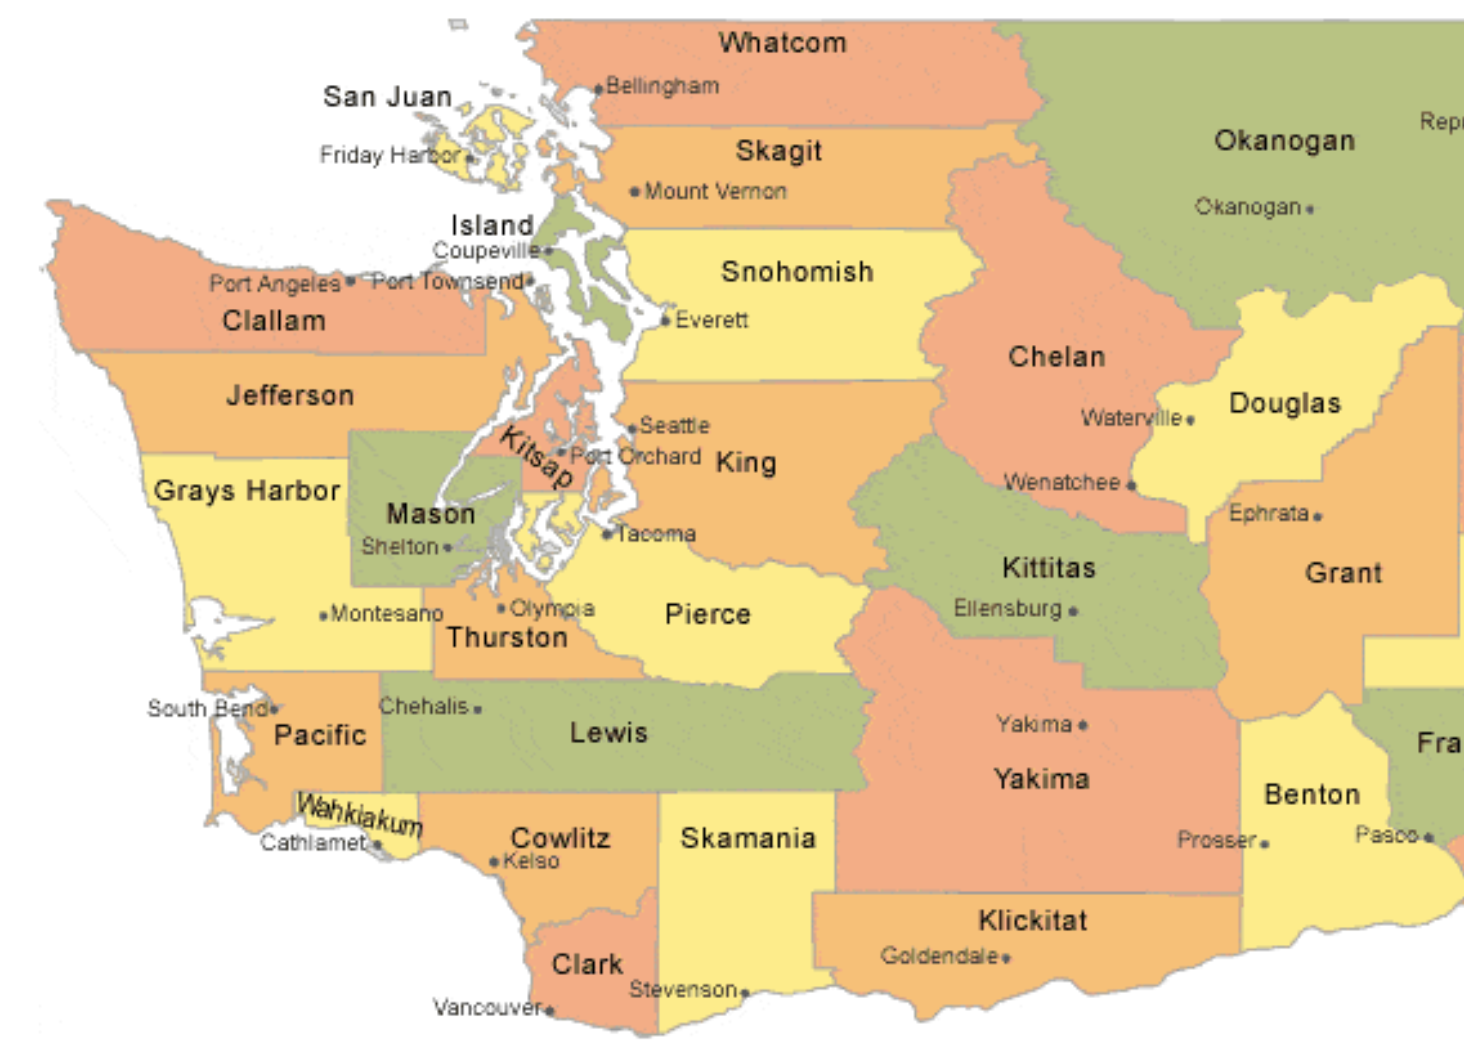 Whatcom
Bellingham
San Juan
Friday Harbor
Skagit
Mount Vernon
Okanogan
Okanogan
Island
Coupeville
Port Angeles
Port Townsend
Clallam
Snohomish
Everett
Chelan
Jefferson
Douglas
Waterville
Seattle
Kitsap
Port Orchard
King
Grays Harbor
Wenatchee
Mason
Shelton
Tacoma
Ephrata
Kittitas
Ellensburg
Grant
Montesano
Olympia
Thurston
Pierce
South Bend
Pacific
Chehalis
Lewis
Yakima
Yakima
Fra
Benton
Wahkiakum
Cathlamet
Cowlitz
Kelso
Skamania
Prosser
Pasco
Klickitat
Goldendale
Clark
Stevenson
Vancouver